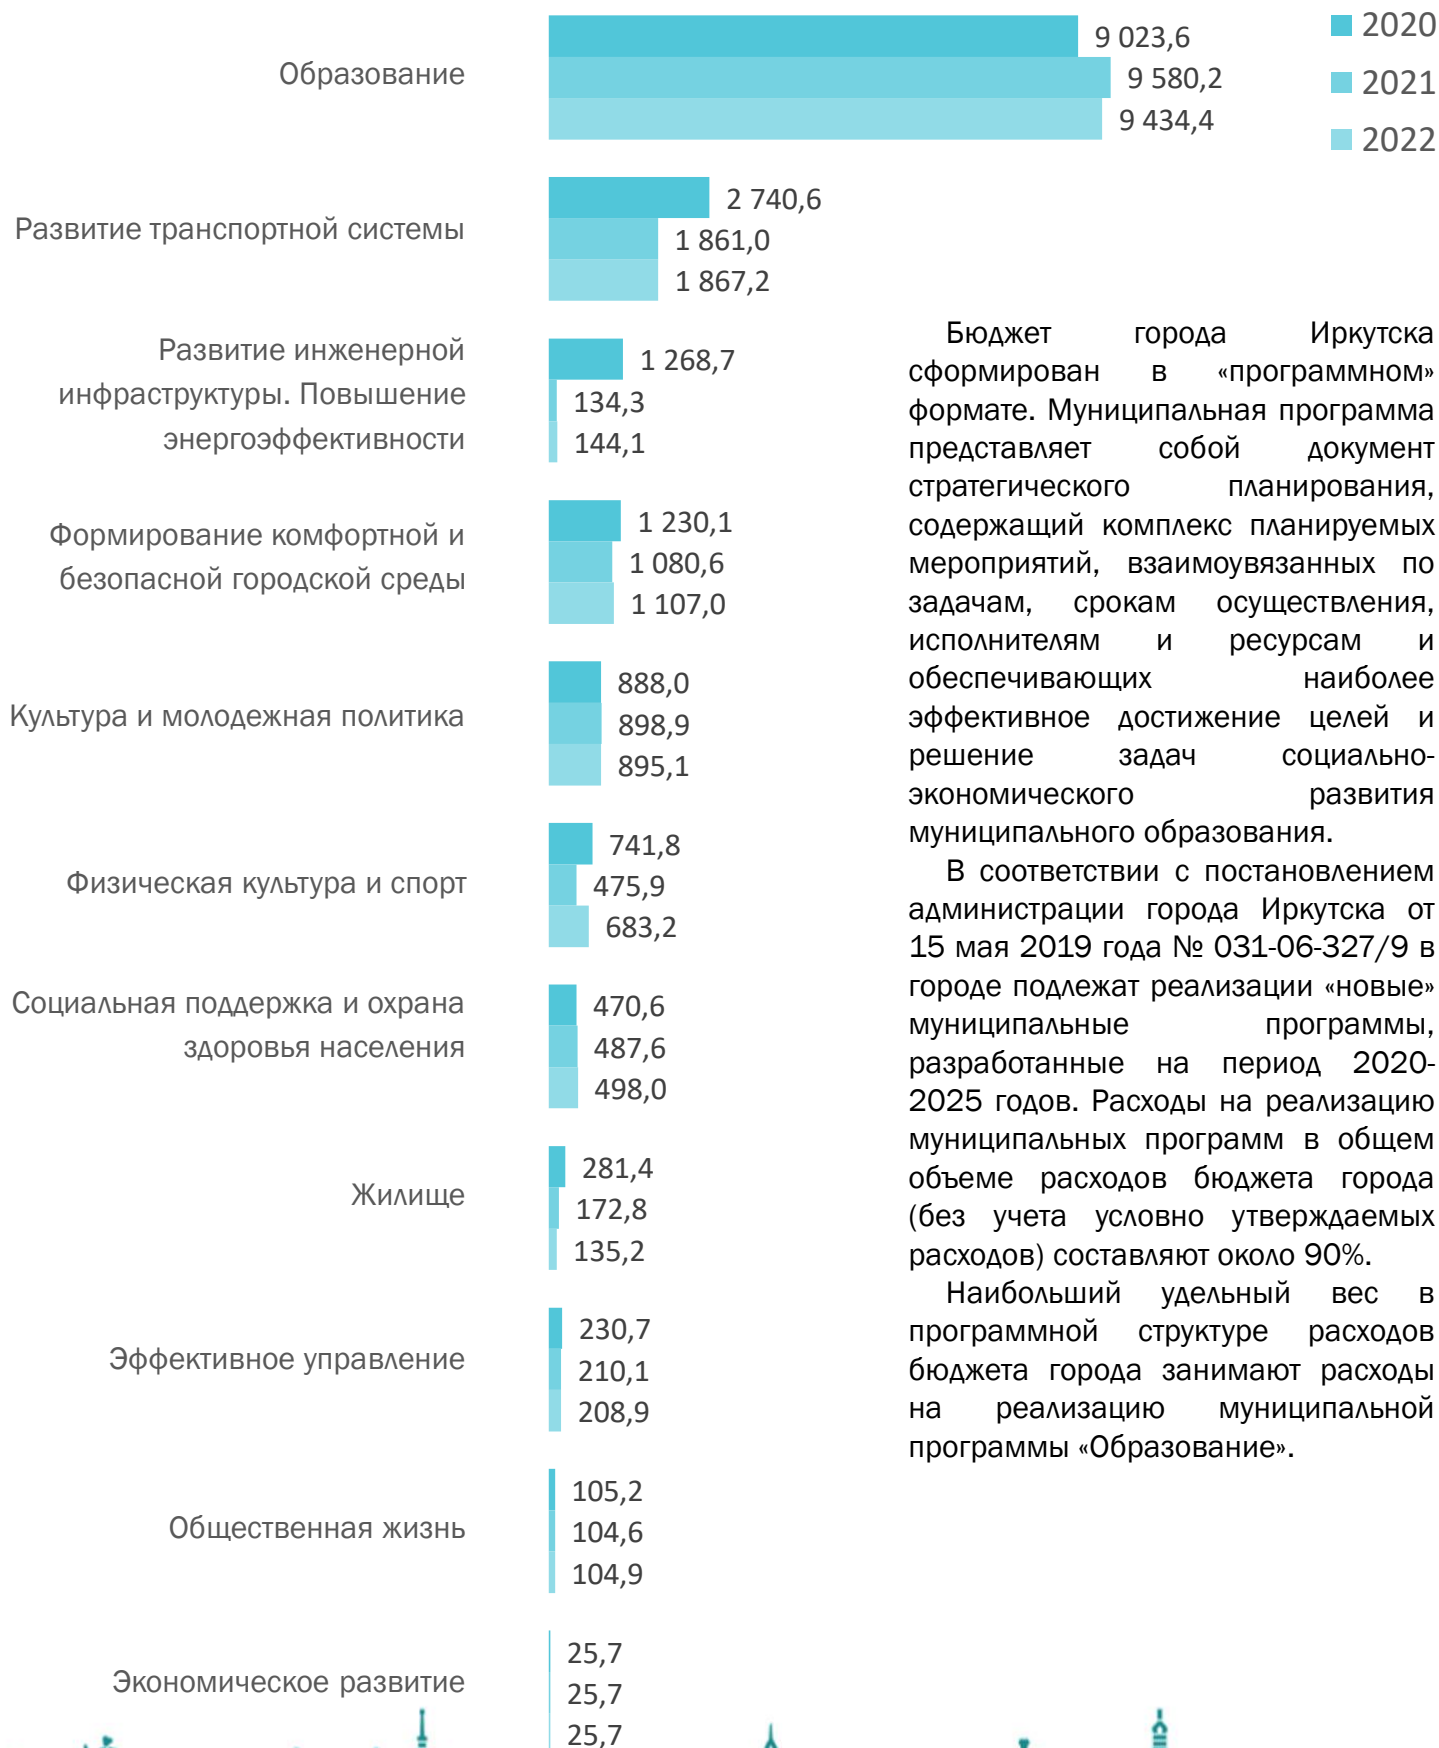 2020
2021
2022
Образование
9 023,6
9 580,2
9 434,4
Развитие транспортной системы
2 740,6
1 861,0
1 867,2
Развитие инженерной
инфраструктуры. Повышение
энергоэффективности
1 268,7
134,3
144,1
Формирование комфортной и
безопасной городской среды
1 230,1
1 080,6
1 107,0
Культура и молодежная политика
888,0
898,9
895,1
Физическая культура и спорт
741,8
475,9
683,2
Социальная поддержка и охрана
здоровья населения
470,6
487,6
498,0
Жилище
281,4
172,8
135,2
Эффективное управление
230,7
210,1
208,9
Общественная жизнь
105,2
104,6
104,9
Экономическое развитие
25,7
25,7
25,7
Бюджет города Иркутска
сформирован в «программном»
формате. Муниципальная программа
представляет собой документ
стратегического планирования,
содержащий комплекс планируемых
мероприятий, взаимоувязанных по
задачам, срокам осуществления,
исполнителям и ресурсам и
обеспечивающих наиболее
эффективное достижение целей и
решение задач социально-
экономического развития
муниципального образования.
В соответствии с постановлением
администрации города Иркутска от
15 мая 2019 года № 031-06-327/9 в
городе подлежат реализации «новые»
муниципальные программы,
разработанные на период 2020-
2025 годов. Расходы на реализацию
муниципальных программ в общем
объеме расходов бюджета города
(без учета условно утверждаемых
расходов) составляют около 90%.
Наибольший удельный вес в
программной структуре расходов
бюджета города занимают расходы
на реализацию муниципальной
программы «Образование».